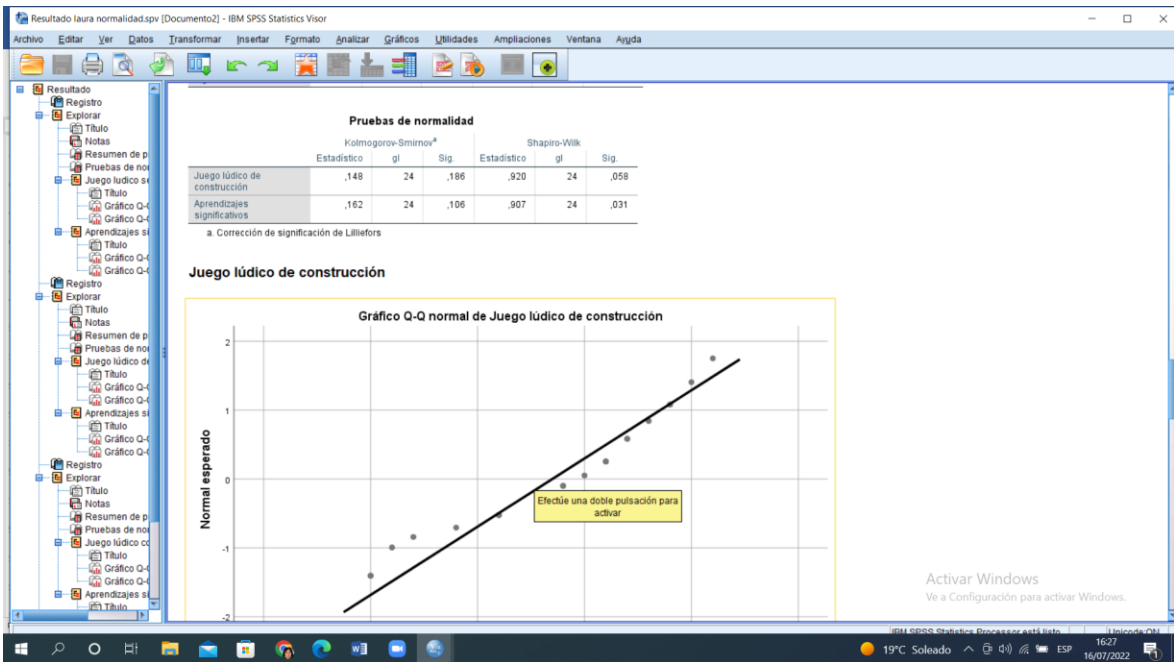 Resultado laura normalidad.spv [Documento2] - IBM SPSS Statistics Visor
Archivo Editar Ver Datos Transformar Insertar Formato Analizar Gráficos Utilidades Ampliaciones Ventana Ayuda
Resultado
Registro
Explorar
Título
Notas
Resumen de p
Pruebas de nor
Juego ludico se
Título
Gráfico Q-Q
Gráfico Q-Q
Aprendizajes si
Título
Gráfico Q-Q
Gráfico Q-Q
Registro
Explorar
Título
Notas
Resumen de p
Pruebas de nor
Juego lúdico de
Título
Gráfico Q-Q
Gráfico Q-Q
Aprendizajes si
Título
Gráfico Q-Q
Gráfico Q-Q
Registro
Explorar
Título
Notas
Resumen de p
Pruebas de nor
Juego lúdico co
Título
Gráfico Q-Q
Gráfico Q-Q
Aprendizajes si
Título
Pruebas de normalidad
Kolmogorov-Smirnovª Shapiro-Wilk
Estadístico gl Sig. Estadístico gl Sig.
Juego lúdico de construcción ,148 24 ,186 ,920 24 ,058
Aprendizajes significativos ,162 24 ,106 ,907 24 ,031
a. Corrección de significación de Lilliefors
Juego lúdico de construcción
Gráfico Q-Q normal de Juego lúdico de construcción
Normal esperado
2
1
0
-1
-2
Efectúe una doble pulsación para
activar
Activar Windows
Ve a Configuración para activar Windows.
IBM SPSS Statistics Processor está listo Unicode:ON
19°C Soleado ESP 16:27
16/07/2022